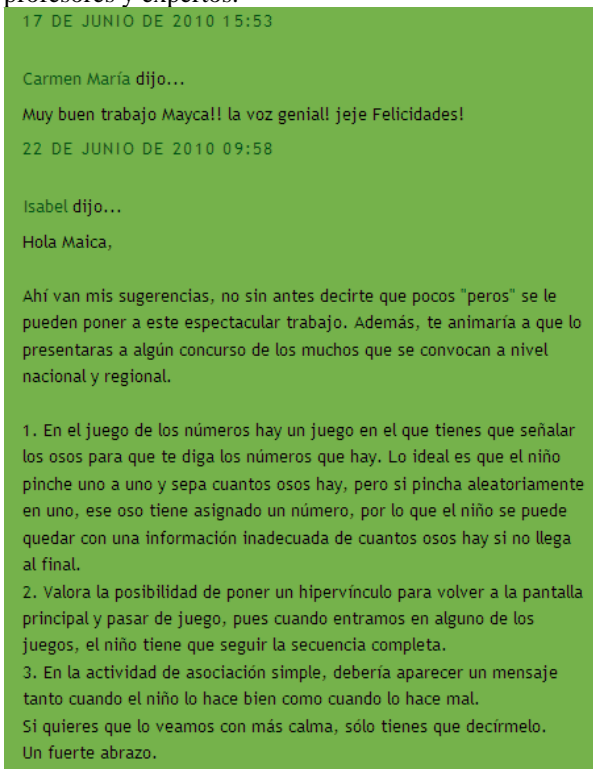 profesores y expertos.
17 DE JUNIO DE 2010 15:53
Carmen María dijo...
Muy buen trabajo Mayca!! la voz genial! jeje Felicidades!
22 DE JUNIO DE 2010 09:58
Isabel dijo...
Hola Maica,
Ahí van mis sugerencias, no sin antes decirte que pocos "peros" se le
pueden poner a este espectacular trabajo. Además, te animaría a que lo
presentaras a algún concurso de los muchos que se convocan a nivel
nacional y regional.
1. En el juego de los números hay un juego en el que tienes que señalar
los osos para que te diga los números que hay. Lo ideal es que el niño
pinche uno a uno y sepa cuantos osos hay, pero si pincha aleatoriamente
en uno, ese oso tiene asignado un número, por lo que el niño se puede
quedar con una información inadecuada de cuantos osos hay si no llega
al final.
2. Valora la posibilidad de poner un hipervínculo para volver a la pantalla
principal y pasar de juego, pues cuando entramos en alguno de los
juegos, el niño tiene que seguir la secuencia completa.
3. En la actividad de asociación simple, debería aparecer un mensaje
tanto cuando el niño lo hace bien como cuando lo hace mal.
Si quieres que lo veamos con más calma, sólo tienes que decírmelo.
Un fuerte abrazo.